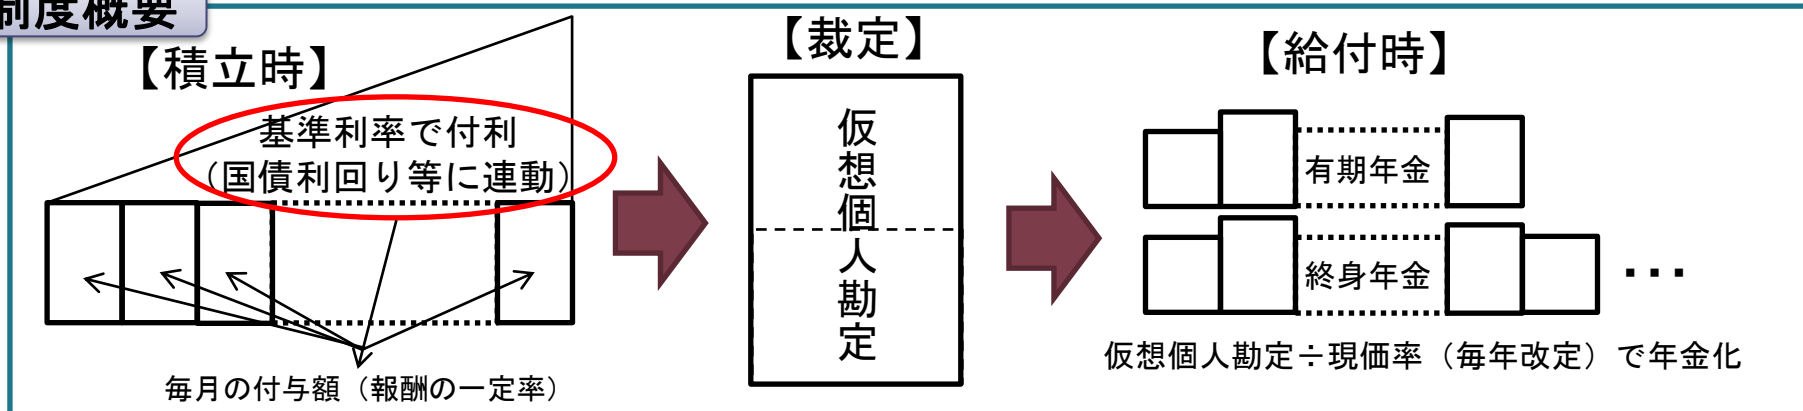 制度概要
【積立時】
基準利率で付利
（国債利回り等に連動）
毎月の付与額（報酬の一定率）
【裁定】
仮想個人勘定
【給付時】
有期年金
終身年金
･･･
仮想個人勘定÷現価率（毎年改定）で年金化